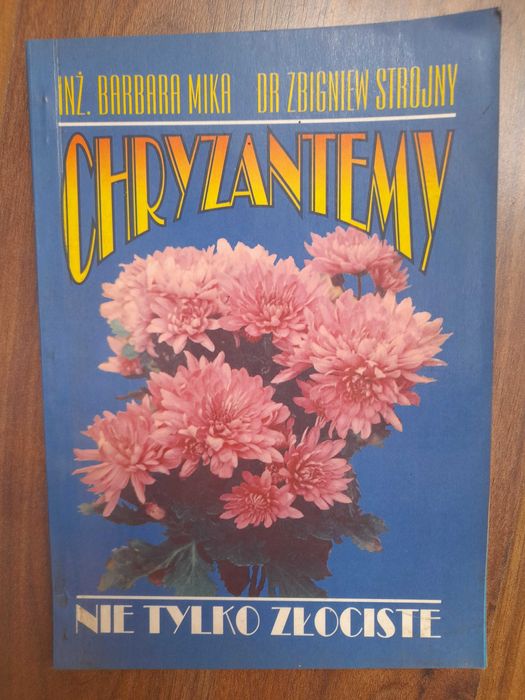 INŻ. BARBARA MIKA DR ZBIGNIEW STROJNY
CHRYZANTEMY
NIE TYLKO ZŁOCISTE